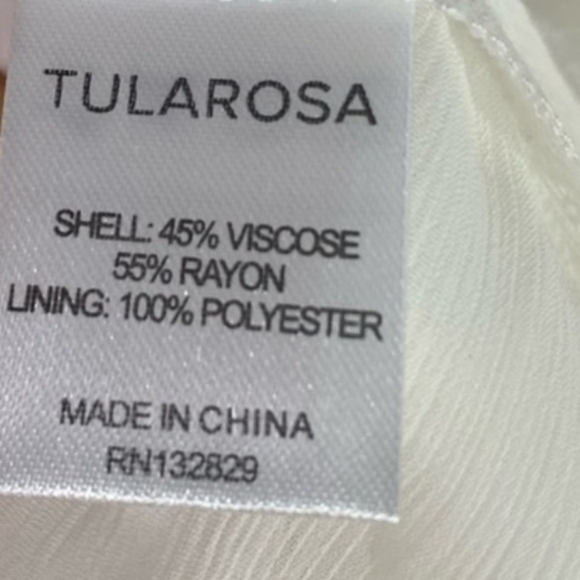 TULAROSA
SHELL: 45% VISCOSE
55% RAYON
LINING: 100% POLYESTER
MADE IN CHINA
RN132829